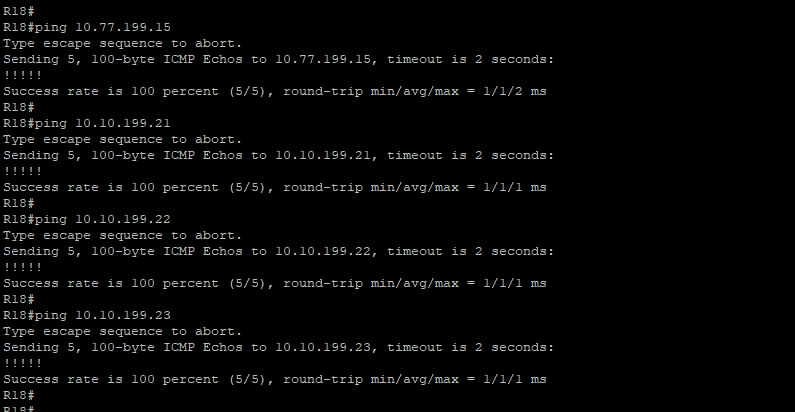 R18#
R18#ping 10.77.199.15
Type escape sequence to abort.
Sending 5, 100-byte ICMP Echos to 10.77.199.15, timeout is 2 seconds:
!!!!!
Success rate is 100 percent (5/5), round-trip min/avg/max = 1/1/2 ms
R18#
R18#ping 10.10.199.21
Type escape sequence to abort.
Sending 5, 100-byte ICMP Echos to 10.10.199.21, timeout is 2 seconds:
!!!!!
Success rate is 100 percent (5/5), round-trip min/avg/max = 1/1/1 ms
R18#
R18#ping 10.10.199.22
Type escape sequence to abort.
Sending 5, 100-byte ICMP Echos to 10.10.199.22, timeout is 2 seconds:
!!!!!
Success rate is 100 percent (5/5), round-trip min/avg/max = 1/1/1 ms
R18#
R18#ping 10.10.199.23
Type escape sequence to abort.
Sending 5, 100-byte ICMP Echos to 10.10.199.23, timeout is 2 seconds:
!!!!!
Success rate is 100 percent (5/5), round-trip min/avg/max = 1/1/1 ms
R18#
R18#